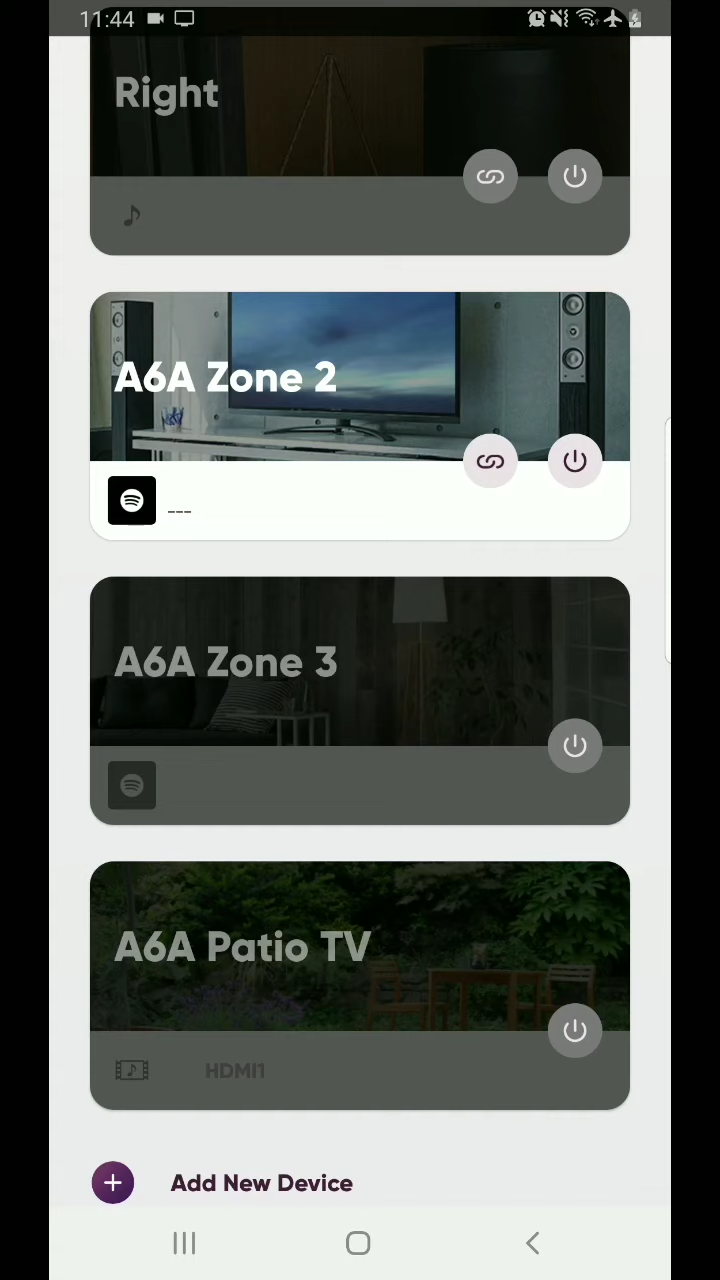 11:44
Right
A6A Zone 2
---
A6A Zone 3
A6A Patio TV
HDMI1
Add New Device